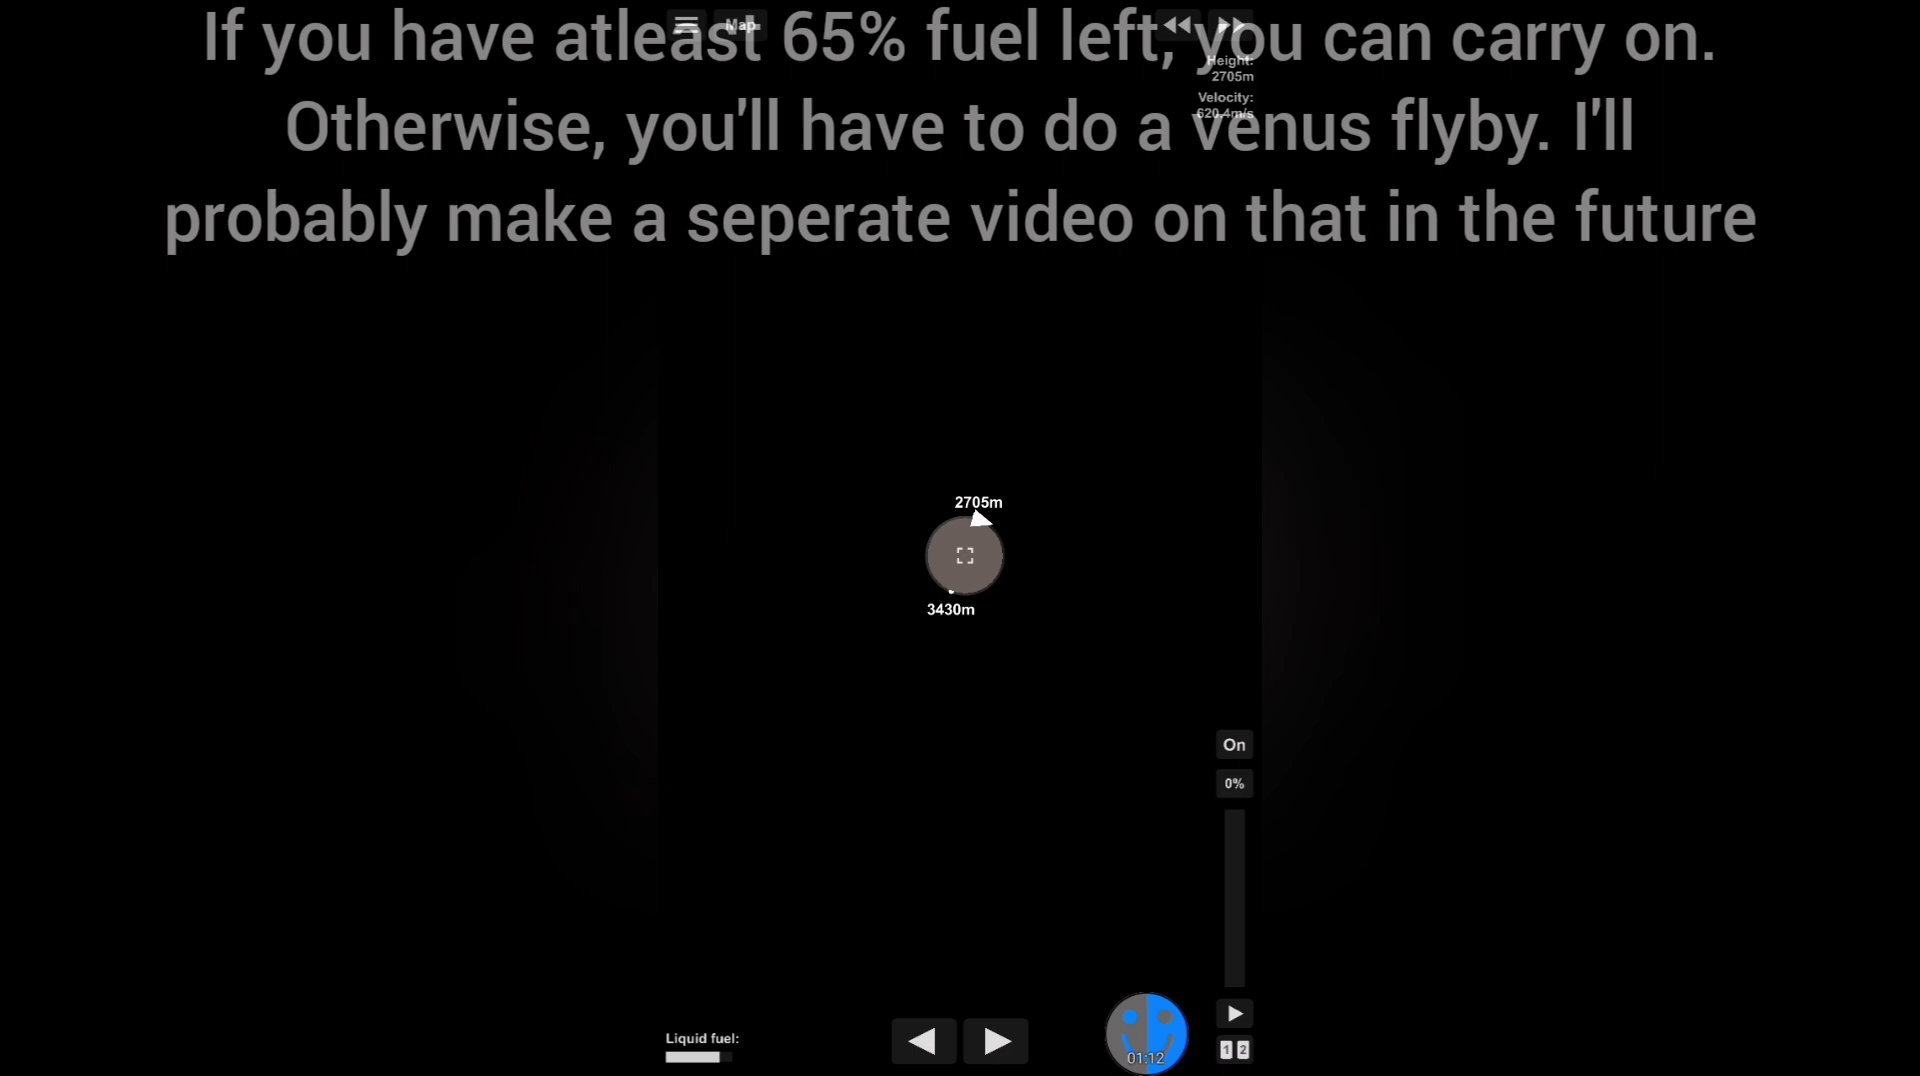 If you have atleast 65% fuel left, you can carry on.
Otherwise, you'll have to do a venus flyby. I'll
probably make a seperate video on that in the future
Map
Height:
2705m
Velocity:
620.4m/s
2705m
3430m
On
0%
Liquid fuel:
01:12
1 2